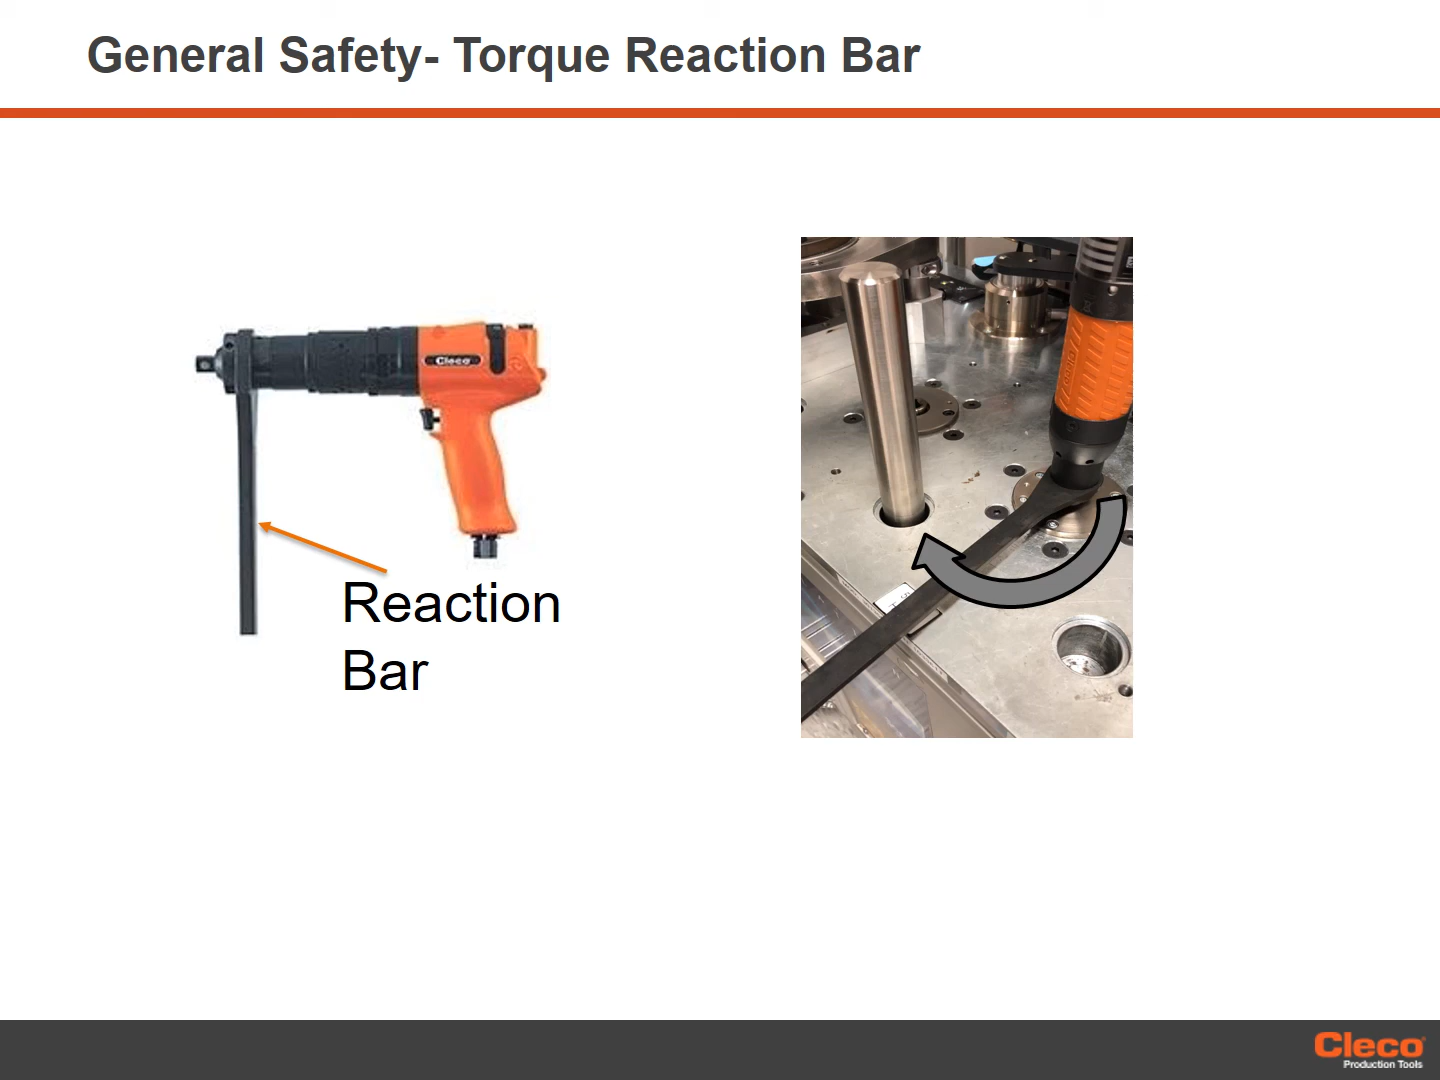 General Safety- Torque Reaction Bar
Cleco
Reaction
Bar
Cleco
Production Tools